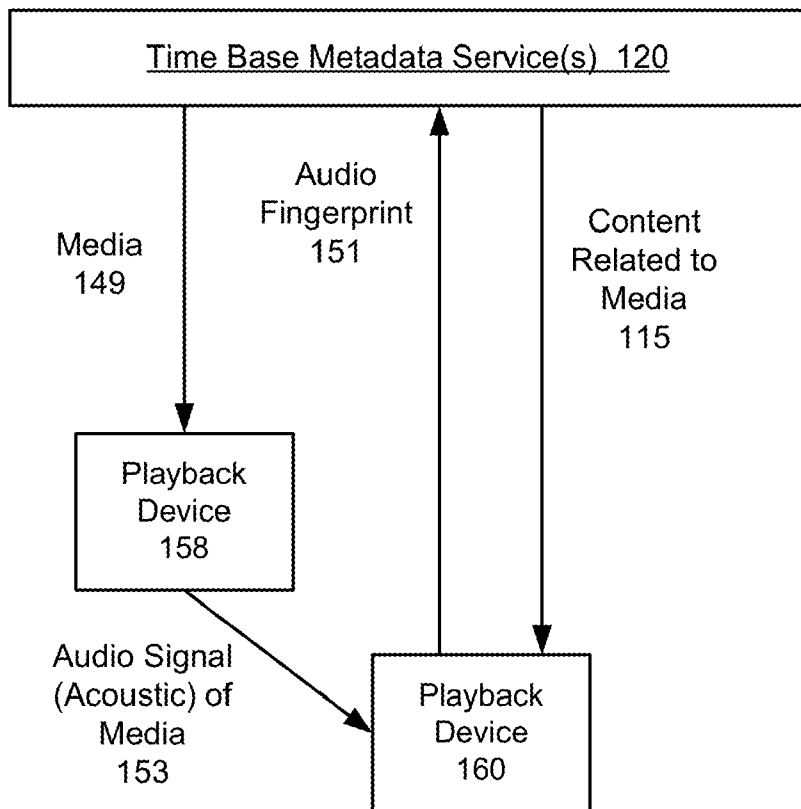 Time Base Metadata Service(s) 120
Media
149
Audio
Fingerprint
151
Content
Related to
Media
115
Playback
Device
158
Audio Signal
(Acoustic) of
Media
153
Playback
Device
160